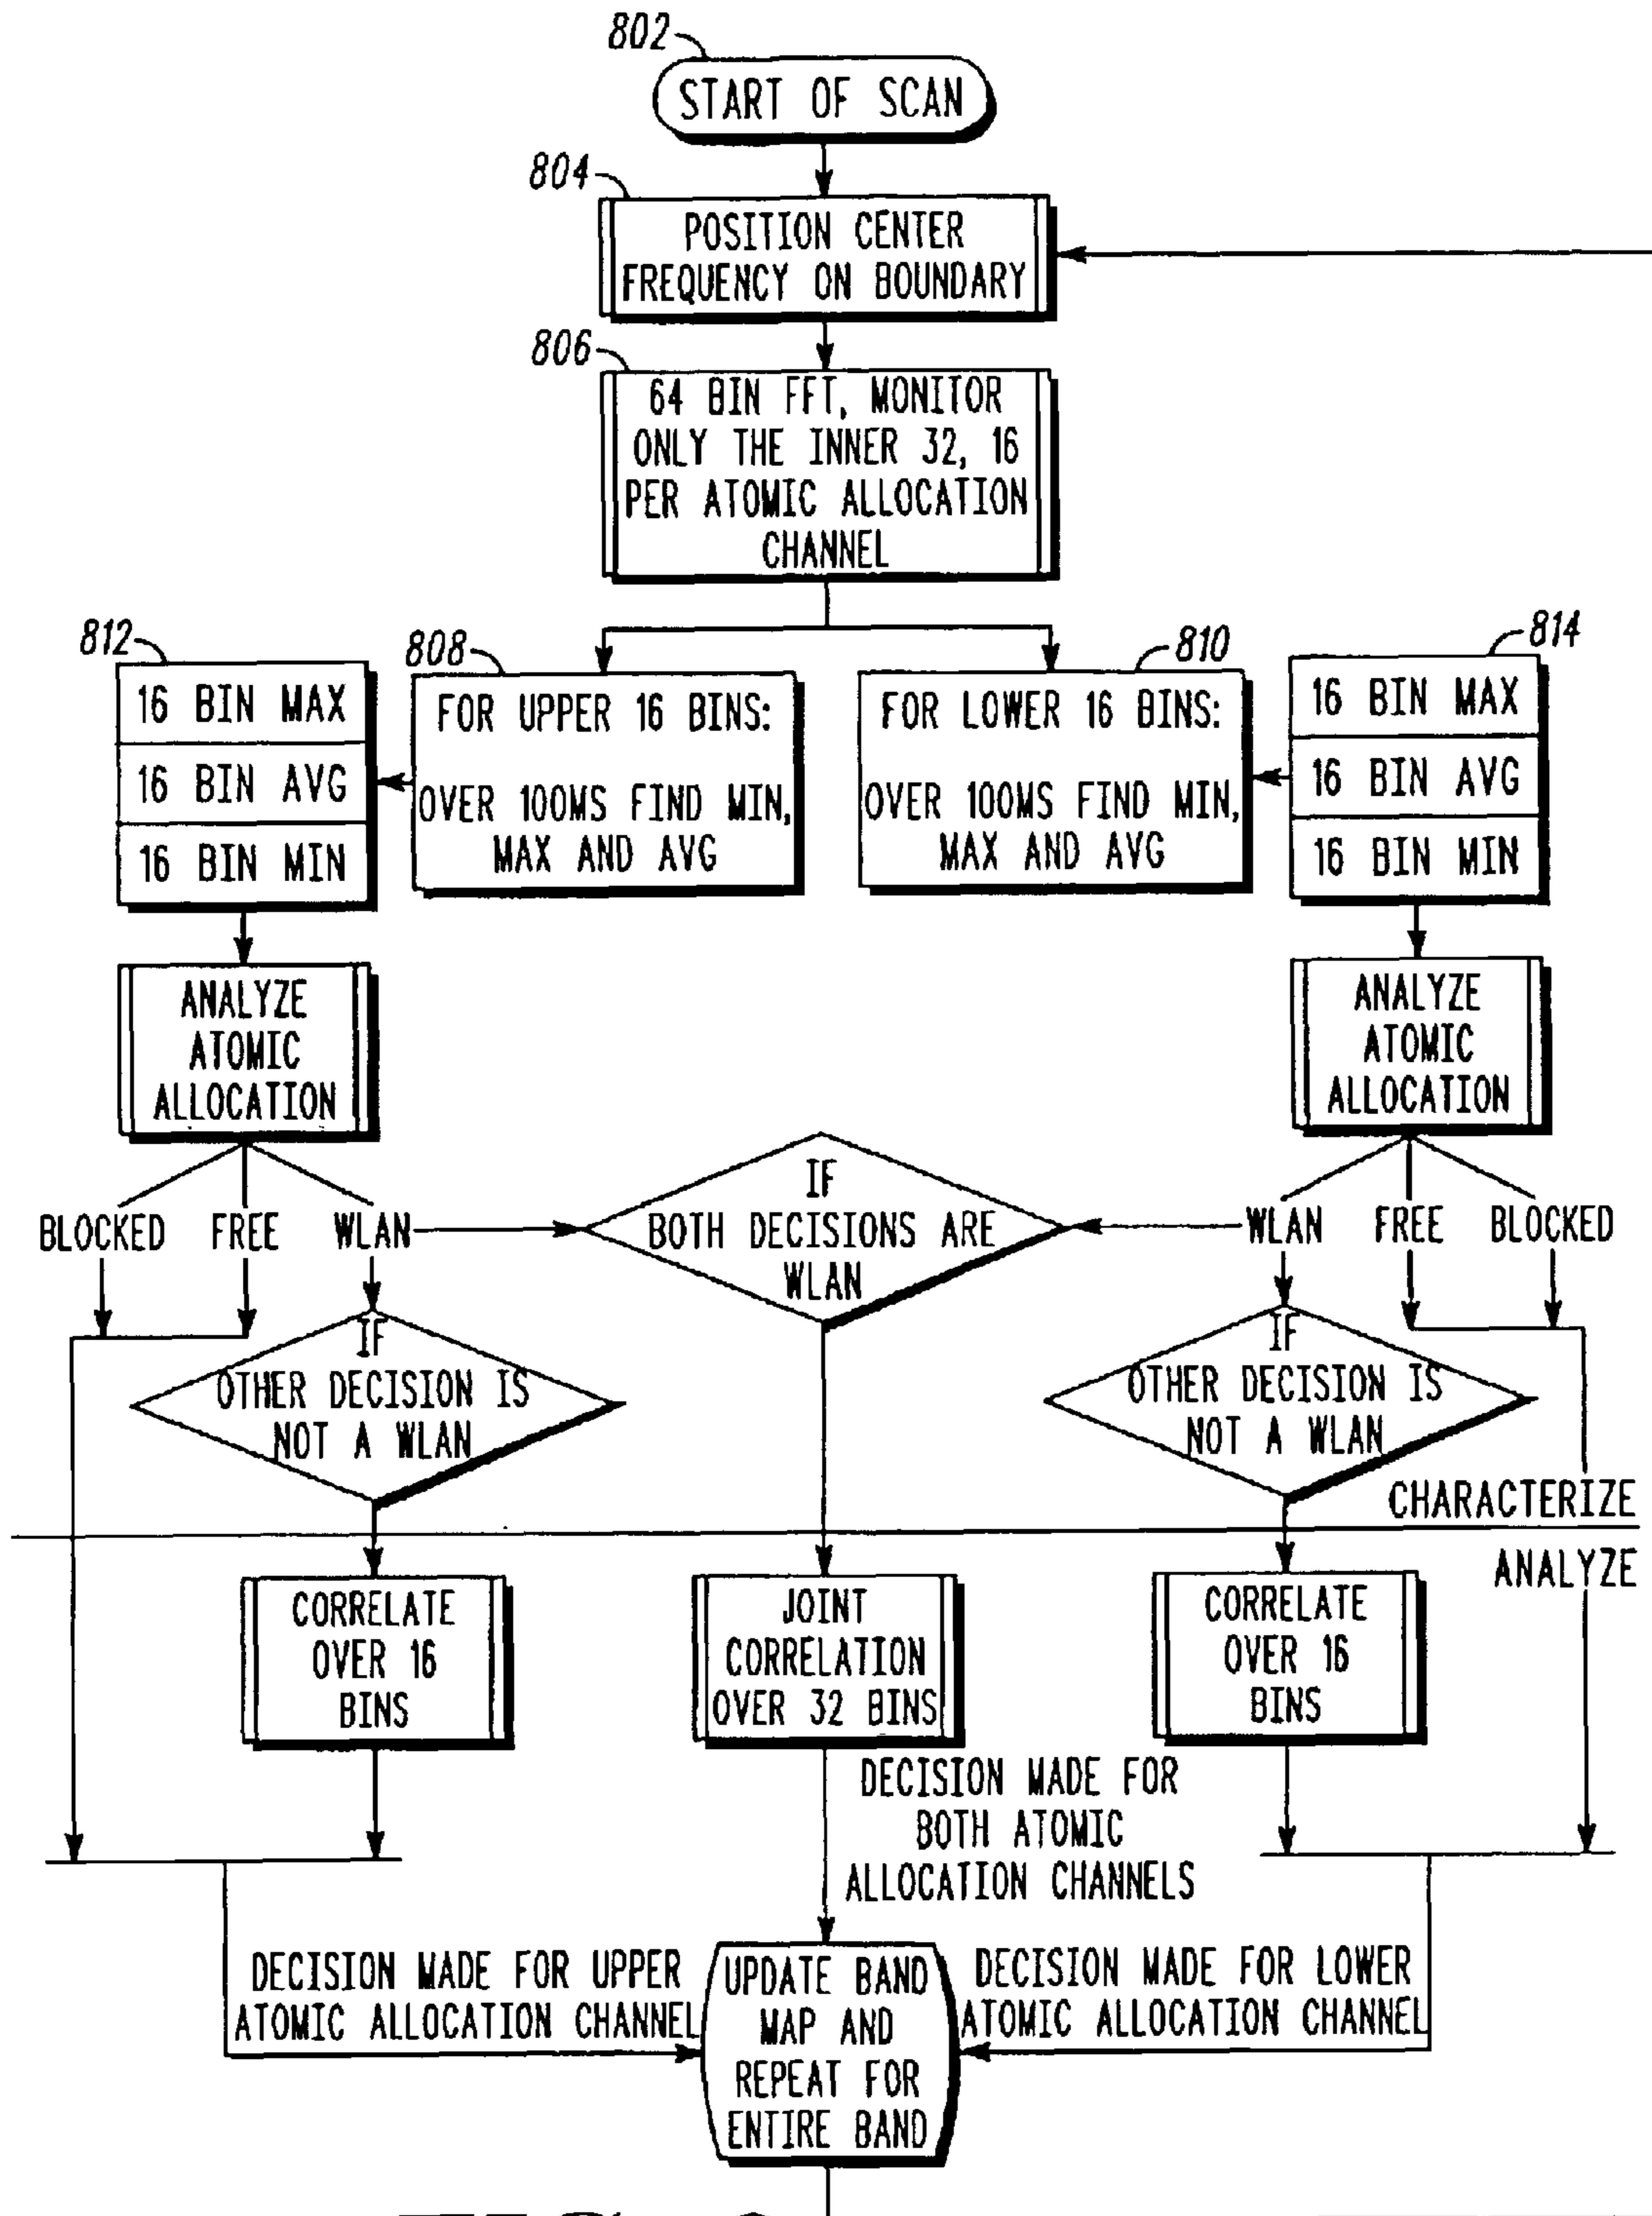 802
START OF SCAN
804
POSITION CENTER
FREQUENCY ON BOUNDARY
806
64 BIN FFT, MONITOR
ONLY THE INNER 32, 16
PER ATOMIC ALLOCATION
CHANNEL
812
16 BIN MAX
16 BIN AVG
16 BIN MIN
808
FOR UPPER 16 BINS:
OVER 100MS FIND MIN,
MAX AND AVG
810
FOR LOWER 16 BINS:
OVER 100MS FIND MIN,
MAX AND AVG
814
16 BIN MAX
16 BIN AVG
16 BIN MIN
ANALYZE
ATOMIC
ALLOCATION
ANALYZE
ATOMIC
ALLOCATION
BLOCKED
FREE
WLAN
IF
BOTH DECISIONS ARE
WLAN
WLAN
FREE
BLOCKED
IF
OTHER DECISION IS
NOT A WLAN
IF
OTHER DECISION IS
NOT A WLAN
CHARACTERIZE
ANALYZE
CORRELATE
OVER 16
BINS
JOINT
CORRELATION
OVER 32 BINS
CORRELATE
OVER 16
BINS
DECISION MADE FOR
BOTH ATOMIC
ALLOCATION CHANNELS
DECISION MADE FOR UPPER
ATOMIC ALLOCATION CHANNEL
UPDATE BAND
MAP AND
REPEAT FOR
ENTIRE BAND
DECISION MADE FOR LOWER
ATOMIC ALLOCATION CHANNEL